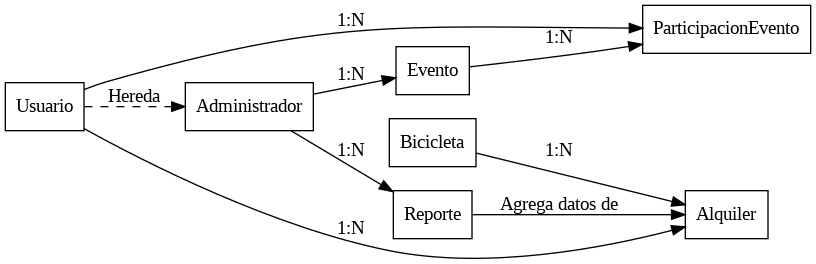 1:N
ParticipacionEvento
1:N
Evento
1:N
Usuario
Hereda
Administrador
Bicicleta
1:N
1:N
Reporte
Agrega datos de
Alquiler
1:N